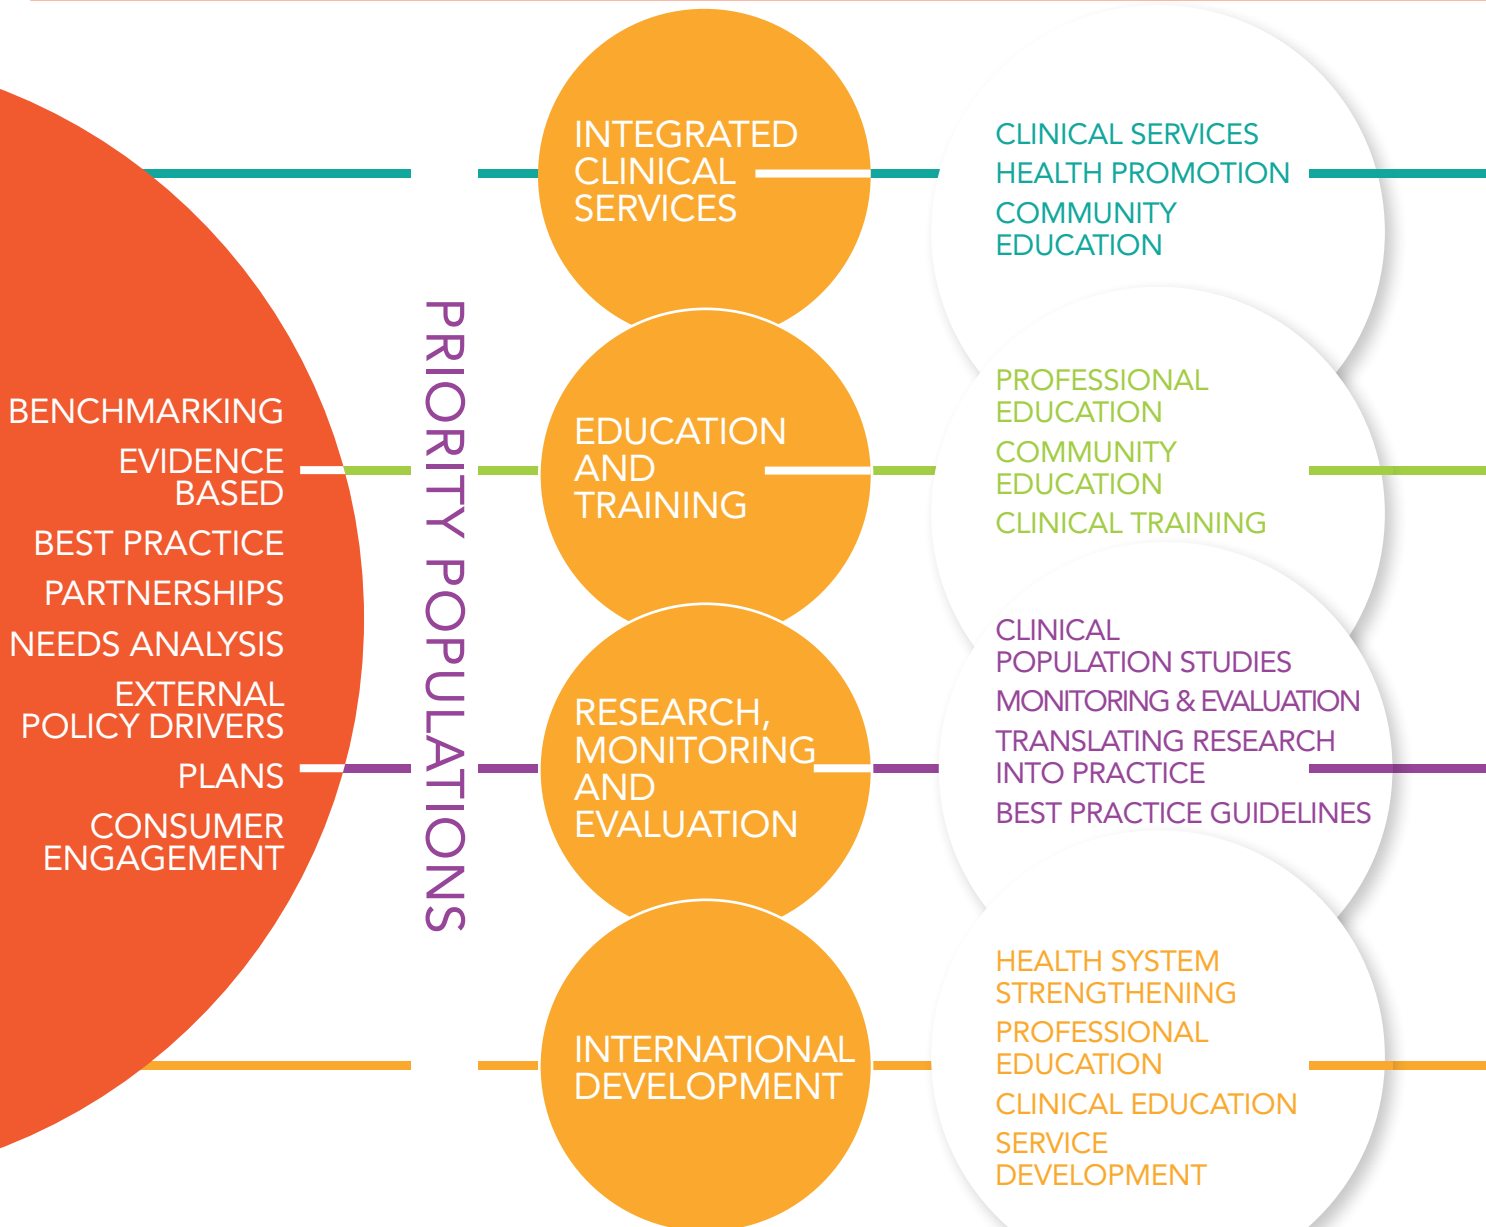 BENCHMARKING
EVIDENCE
BASED
BEST PRACTICE
PARTNERSHIPS
NEEDS ANALYSIS
EXTERNAL
POLICY DRIVERS
PLANS
CONSUMER
ENGAGEMENT
PRIORITY POPULATIONS
INTEGRATED
CLINICAL
SERVICES
EDUCATION
AND
TRAINING
RESEARCH,
MONITORING
AND
EVALUATION
INTERNATIONAL
DEVELOPMENT
CLINICAL SERVICES
HEALTH PROMOTION
COMMUNITY
EDUCATION
PROFESSIONAL
EDUCATION
COMMUNITY
EDUCATION
CLINICAL TRAINING
CLINICAL
POPULATION STUDIES
MONITORING & EVALUATION
TRANSLATING RESEARCH
INTO PRACTICE
BEST PRACTICE GUIDELINES
HEALTH SYSTEM
STRENGTHENING
PROFESSIONAL
EDUCATION
CLINICAL EDUCATION
SERVICE
DEVELOPMENT